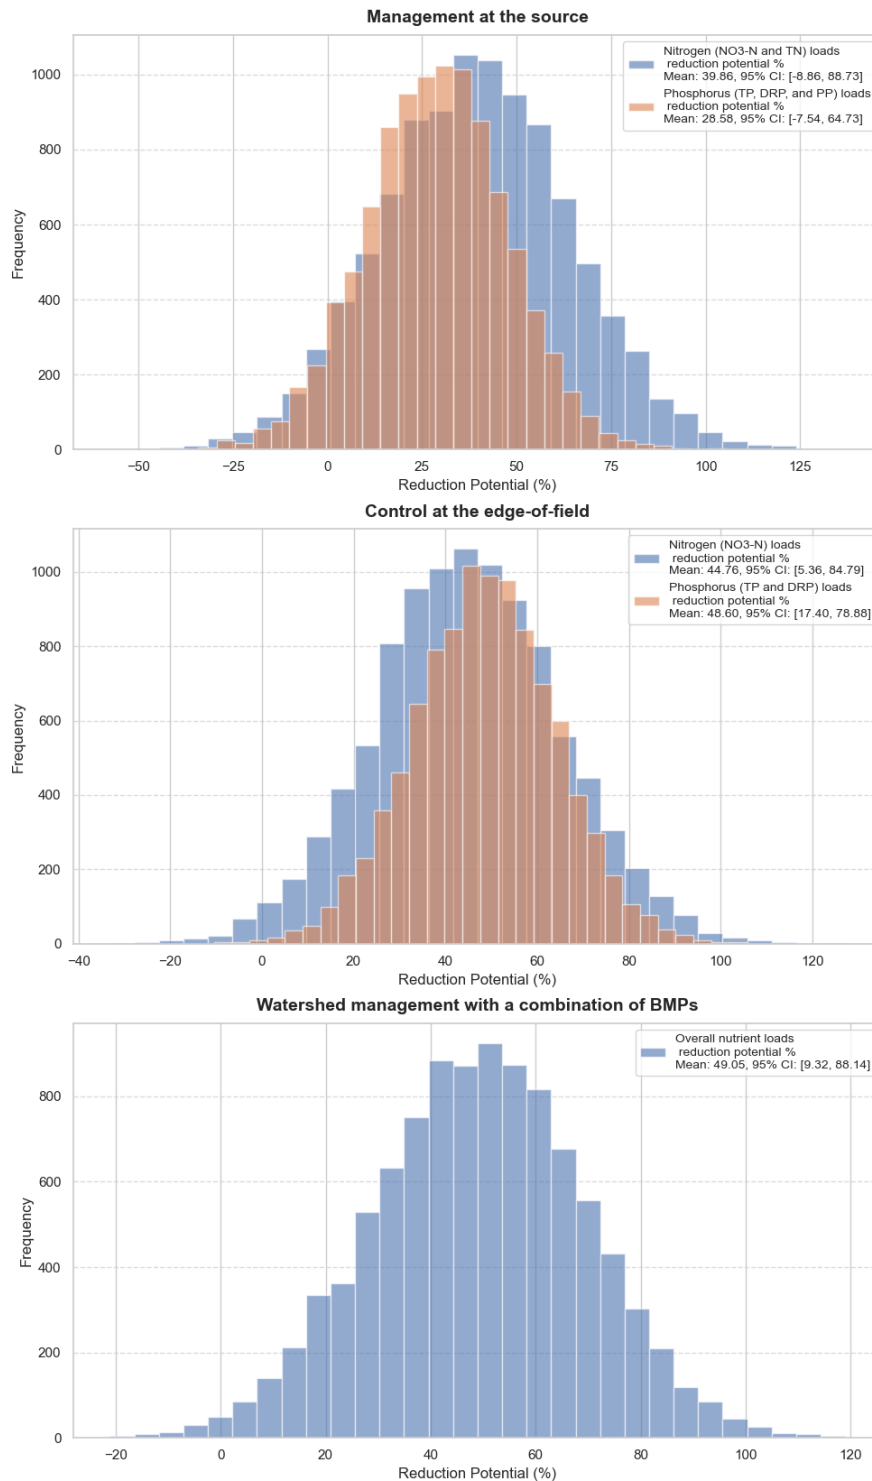 Management at the source
Nitrogen (NO3-N and TN) loads
reduction potential %
Mean: 39.86, 95% CI: [-8.86, 88.73]
Phosphorus (TP, DRP, and PP) loads
reduction potential %
Mean: 28.58, 95% CI: [-7.54, 64.73]
Frequency
1000
800
600
400
200
0
−50
−25
0
25
50
75
100
125
Reduction Potential (%)
Control at the edge-of-field
Nitrogen (NO3-N) loads
reduction potential %
Mean: 44.76, 95% CI: [5.36, 84.79]
Phosphorus (TP and DRP) loads
reduction potential %
Mean: 48.60, 95% CI: [17.40, 78.88]
Frequency
1000
800
600
400
200
0
−40
−20
0
20
40
60
80
100
120
Reduction Potential (%)
Watershed management with a combination of BMPs
Overall nutrient loads
reduction potential %
Mean: 49.05, 95% CI: [9.32, 88.14]
Frequency
800
600
400
200
0
−20
0
20
40
60
80
100
120
Reduction Potential (%)